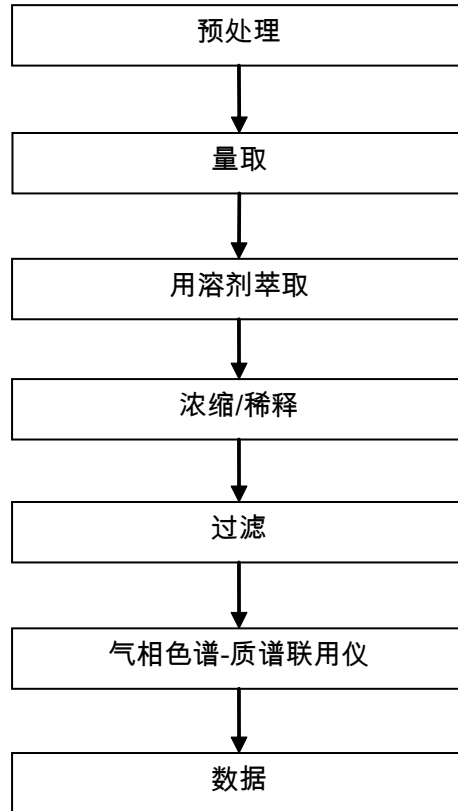 预处理
量取
用溶剂萃取
浓缩/稀释
过滤
气相色谱-质谱联用仪
数据